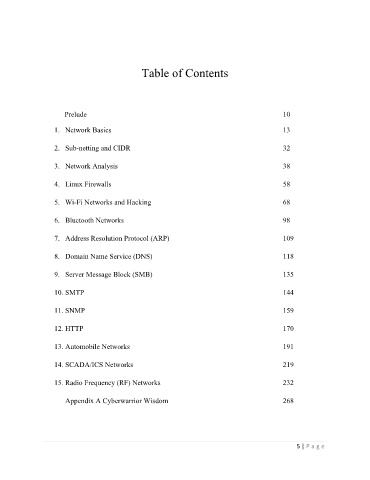 Table of Contents
Prelude 10
1. Network Basics 13
2. Sub-netting and CIDR 32
3. Network Analysis 38
4. Linux Firewalls 58
5. Wi-Fi Networks and Hacking 68
6. Bluetooth Networks 98
7. Address Resolution Protocol (ARP) 109
8. Domain Name Service (DNS) 118
9. Server Message Block (SMB) 135
10. SMTP 144
11. SNMP 159
12. HTTP 170
13. Automobile Networks 191
14. SCADA/ICS Networks 219
15. Radio Frequency (RF) Networks 232
Appendix A Cyberwarrior Wisdom 268
5 | Page